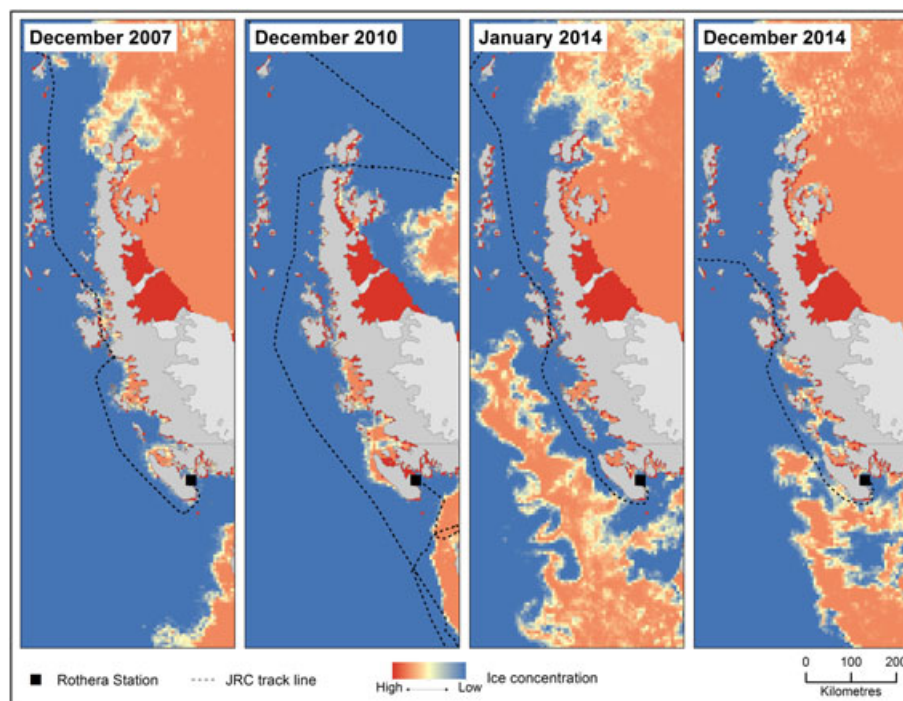 December 2007
December 2010
January 2014
December 2014
Rothera Station
JRC track line
High
Low
Ice concentration
0 100 200
Kilometres